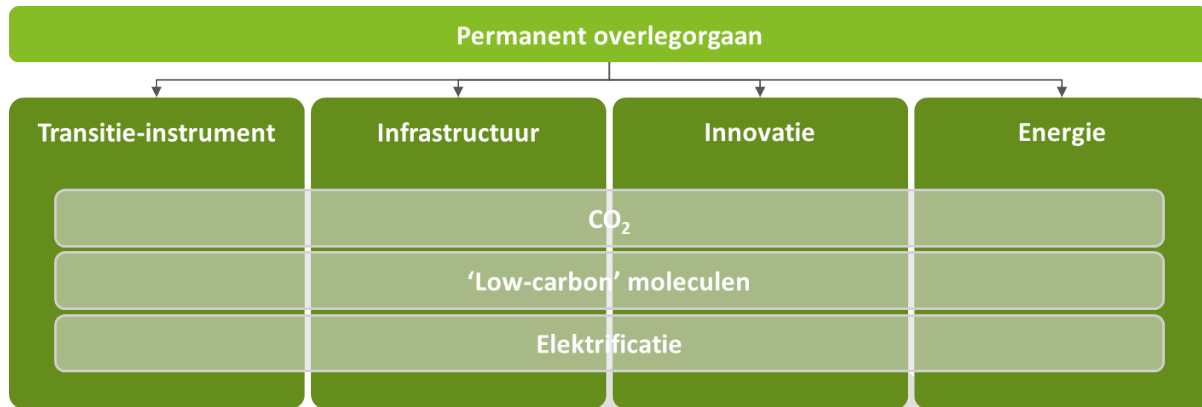 Permanent overlegorgaan
Transitie-instrument
Infrastructuur
Innovatie
Energie
CO₂
‘Low-carbon’ moleculen
Elektrificatie